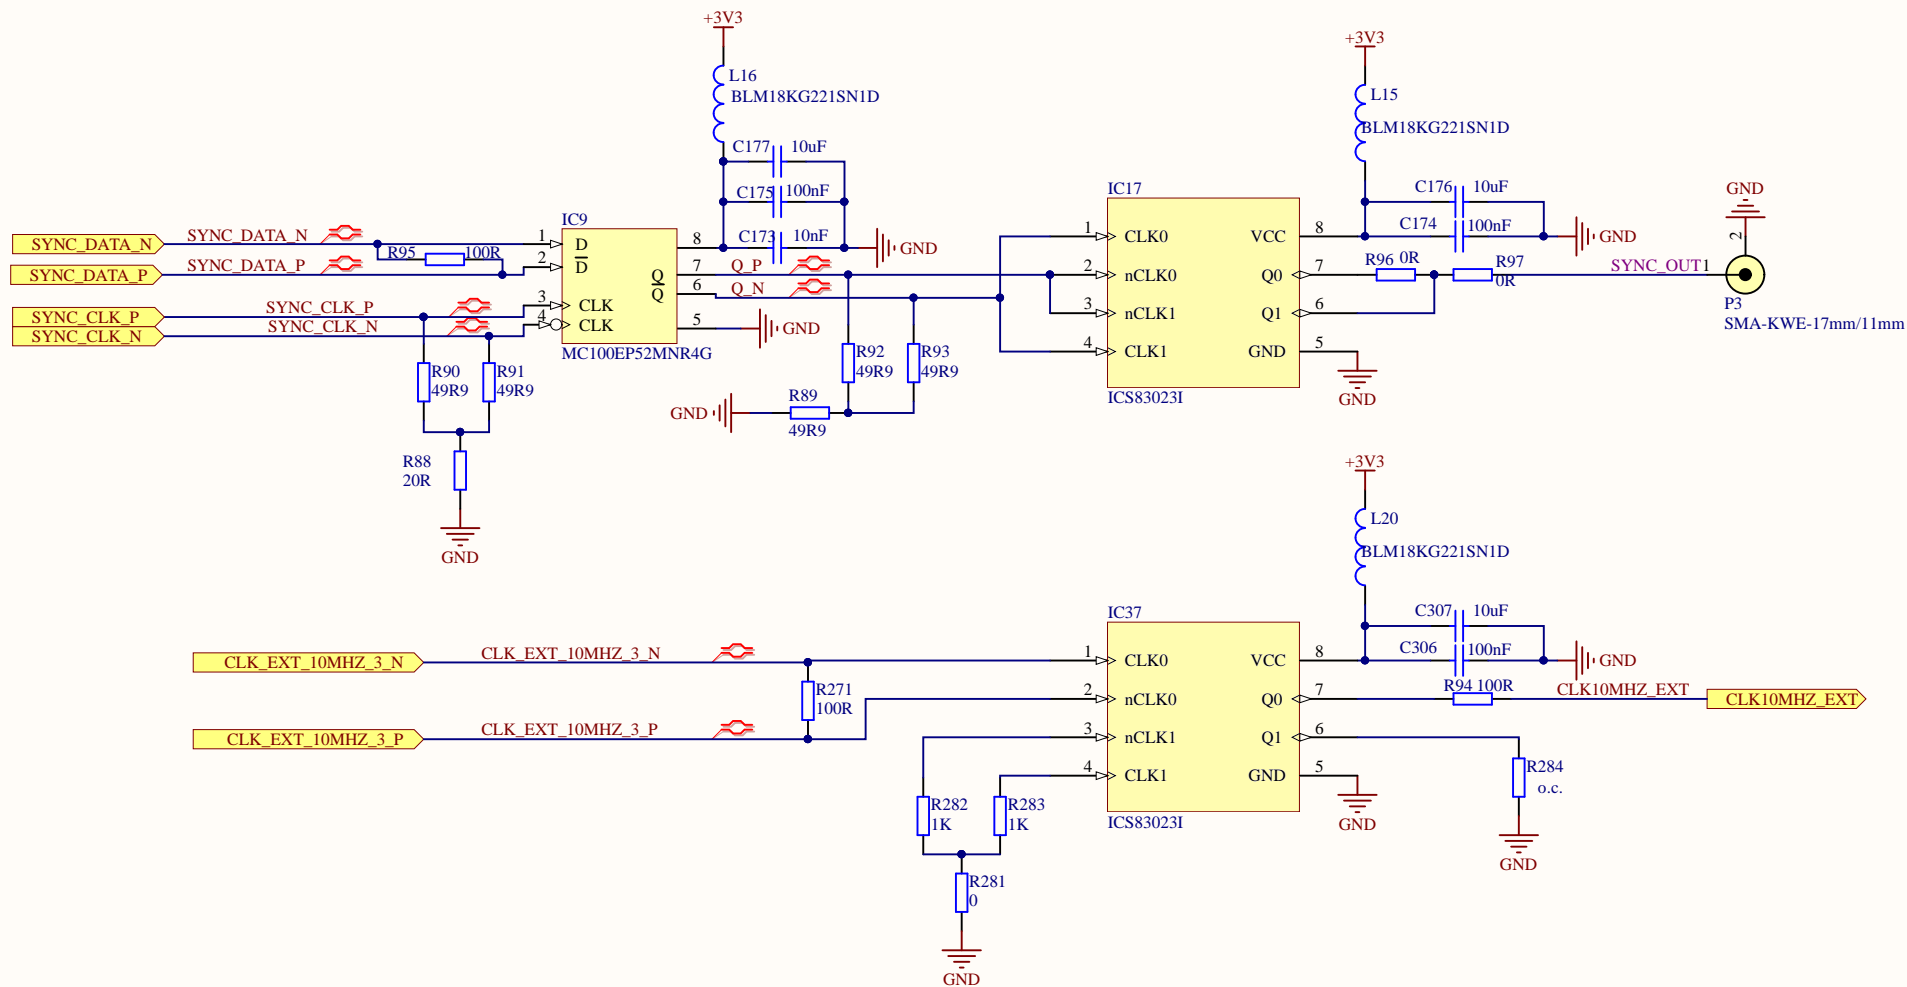 +3V3
L16
BLM18KG221SN1D
C177 10uF
C175 100nF
C173 10nF
GND
IC9
SYNC_DATA_N SYNC_DATA_N 1 D 8
R95 100R
SYNC_DATA_P SYNC_DATA_P 2 D Q 7 Q_P
Q 6 Q_N
SYNC_CLK_P SYNC_CLK_P 3 CLK
SYNC_CLK_N SYNC_CLK_N 4 CLK 5 GND
MC100EP52MNR4G
R90
49R9
R91
49R9
R88
20R
GND
R92
49R9
R93
49R9
GND R89
49R9
+3V3
L15
BLM18KG221SN1D
C176 10uF
C174 100nF
GND
IC17
1 CLK0 VCC 8
2 nCLK0 Q0 7
3 nCLK1 Q1 6
4 CLK1 GND 5
ICS83023I
GND
R96 0R
R97
0R
SYNC_OUT 1
GND
2
P3
SMA-KWE-17mm/11mm
+3V3
L20
BLM18KG221SN1D
C307 10uF
C306 100nF
GND
IC37
CLK_EXT_10MHZ_3_N CLK_EXT_10MHZ_3_N 1 CLK0 VCC 8
R271
100R
2 nCLK0 Q0 7 R94 100R CLK10MHZ_EXT CLK10MHZ_EXT
CLK_EXT_10MHZ_3_P CLK_EXT_10MHZ_3_P 3 nCLK1 Q1 6
4 CLK1 GND 5
ICS83023I
GND
R284
o.c.
GND
R282
1K
R283
1K
R281
0
GND